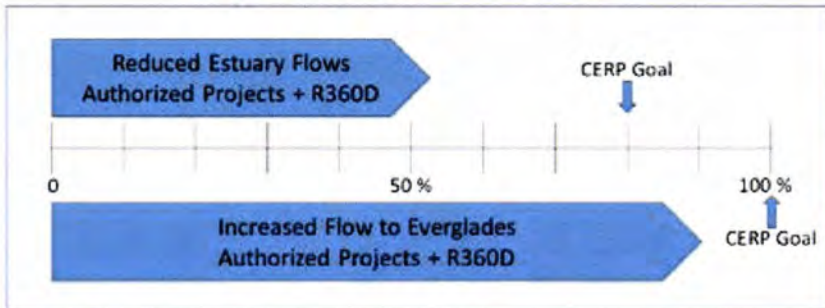 Reduced Estuary Flows
Authorized Projects + R360D
CERP Goal
0
50 %
100 %
Increased Flow to Everglades
Authorized Projects + R360D
CERP Goal